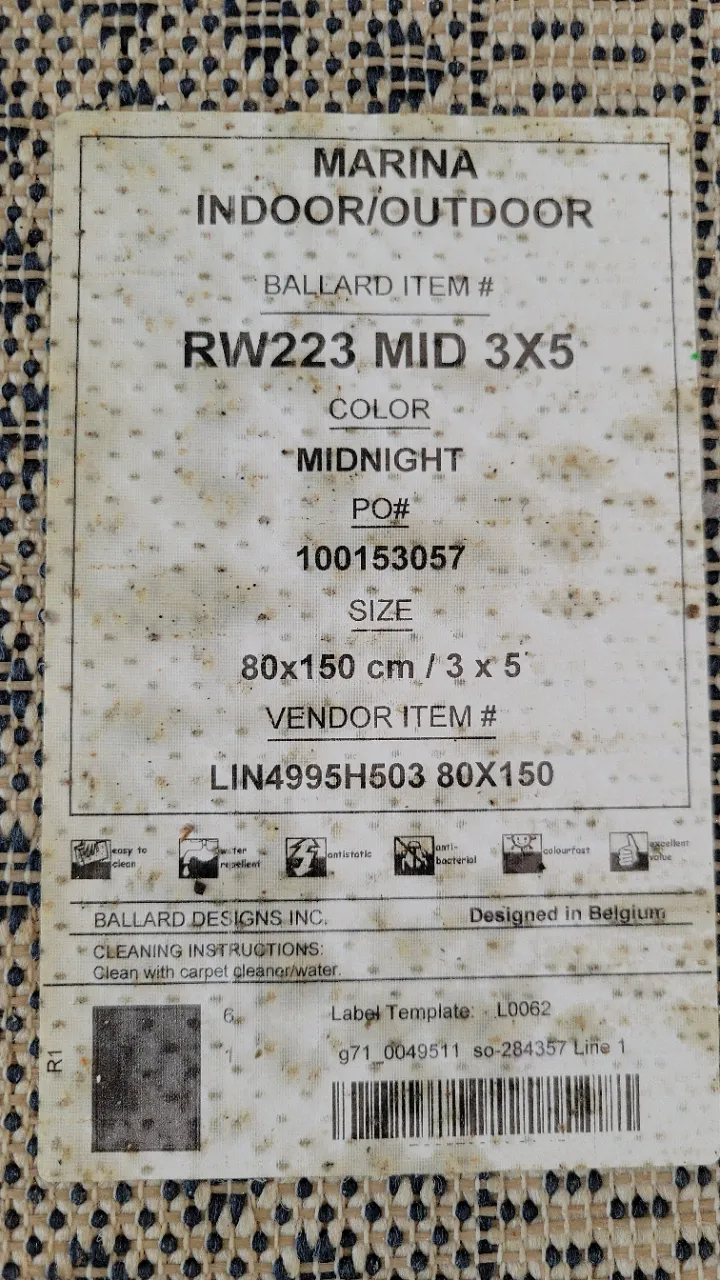 MARINA
INDOOR/OUTDOOR
BALLARD ITEM #
RW223 MID 3X5
COLOR
MIDNIGHT
PO#
100153057
SIZE
80x150 cm / 3 x 5'
VENDOR ITEM #
LIN4995H503 80X150
easy to clean
water repellent
antistatic
anti-bacterial
colourfast
excellent value
BALLARD DESIGNS INC. Designed in Belgium
CLEANING INSTRUCTIONS:
Clean with carpet cleaner/water.
R1
6
1
Label Template: L0062
g71_0049511 so-284357 Line 1